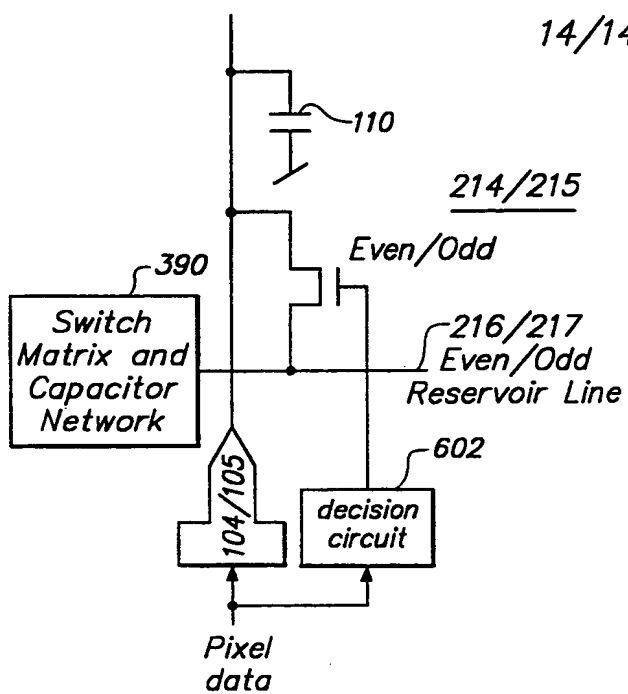 14/14
110
214/215
Even/Odd
390
Switch
Matrix and
Capacitor
Network
216/217
Even/Odd
Reservoir Line
602
104/105
decision
circuit
Pixel
data